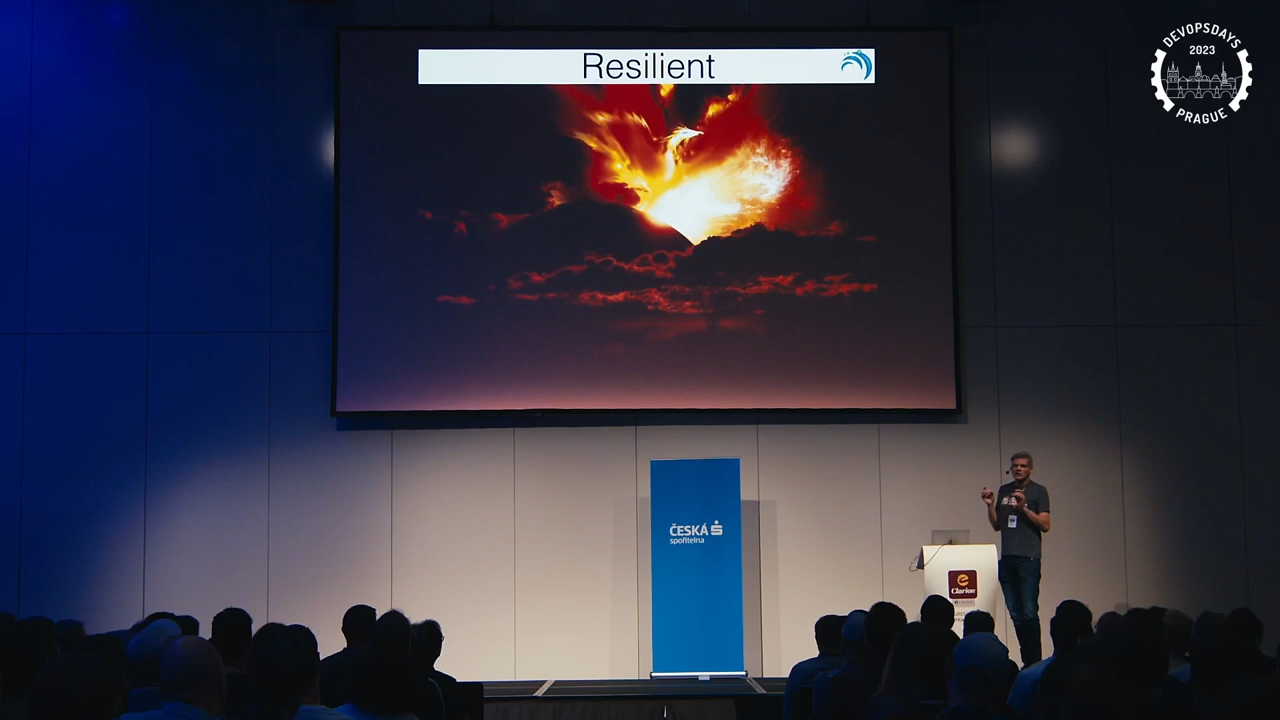 Resilient
DEVOPSDAYS
2023
PRAGUE
ČESKÁ
spořitelna
Clarion